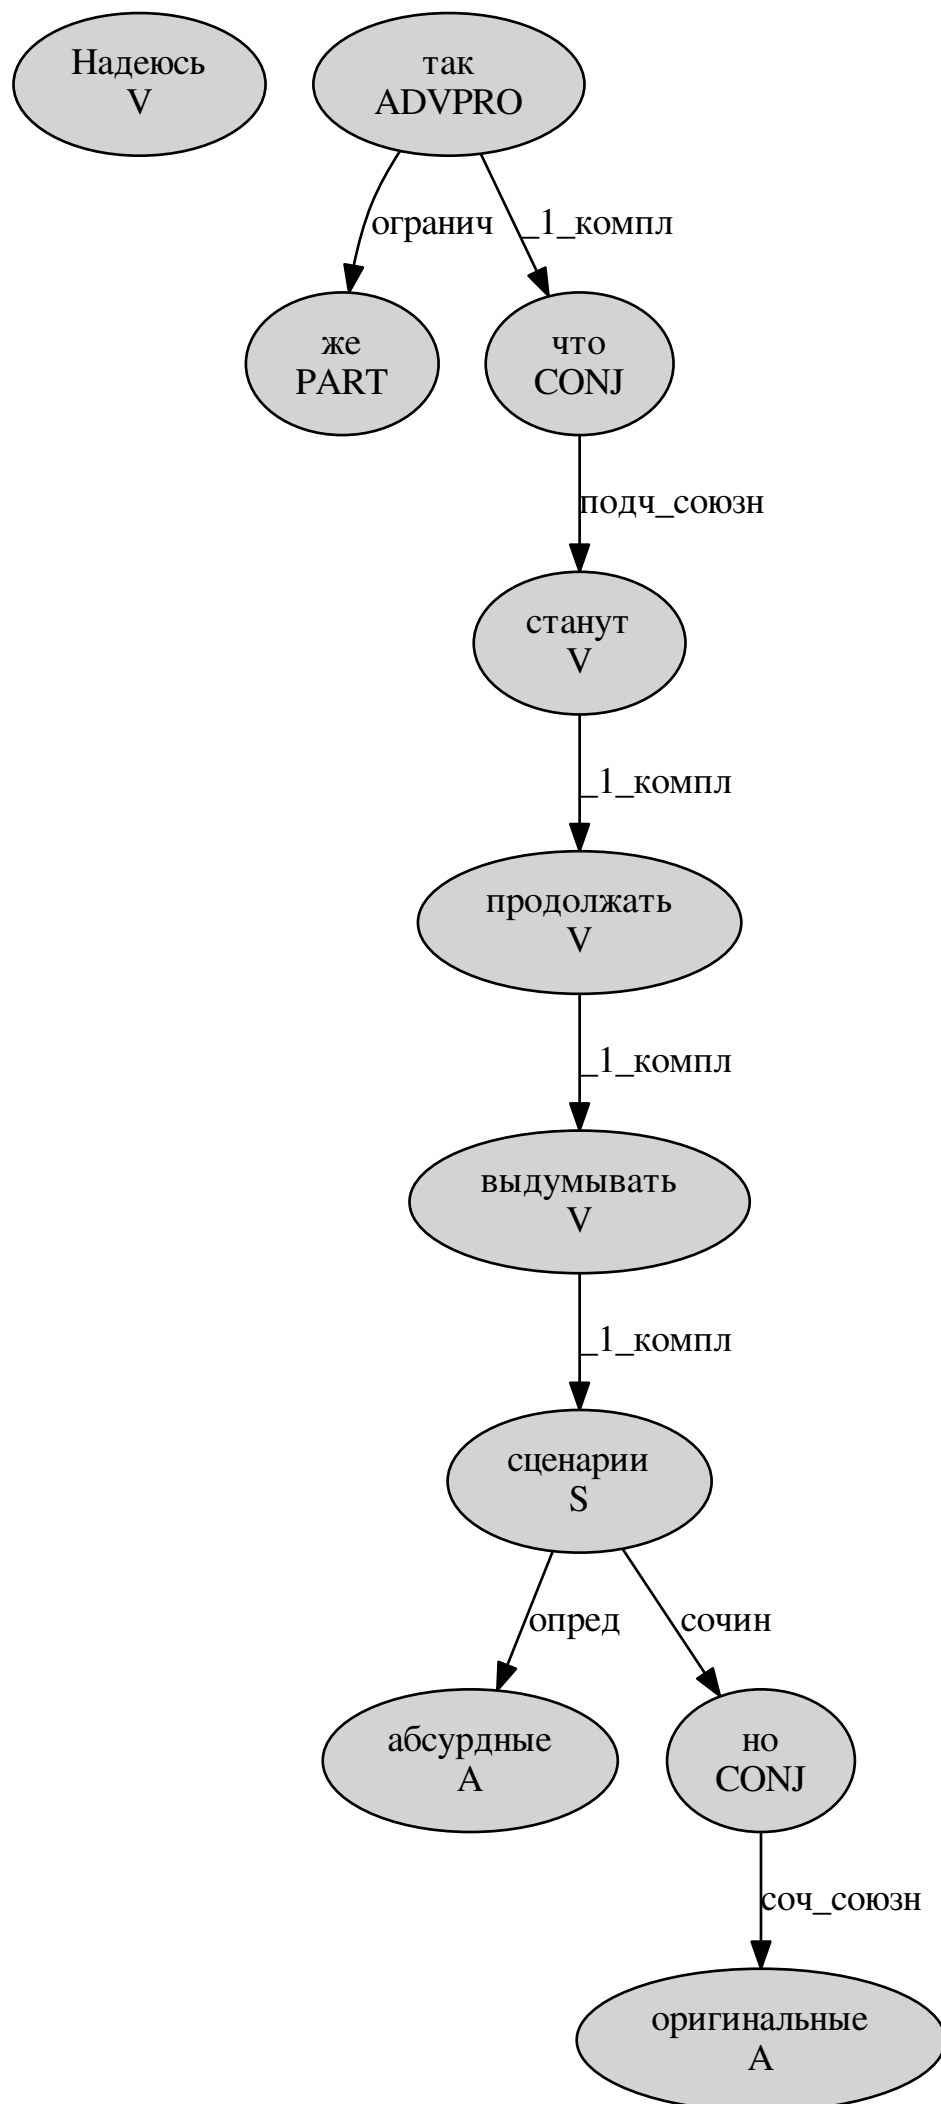 Надеюсь
V
так
ADVPRO
огранич
_1_компл
же
PART
что
CONJ
подч_союзн
станут
V
_1_компл
продолжать
V
_1_компл
выдумывать
V
_1_компл
сценарии
S
опред
сочин
абсурдные
A
но
CONJ
соч_союзн
оригинальные
A